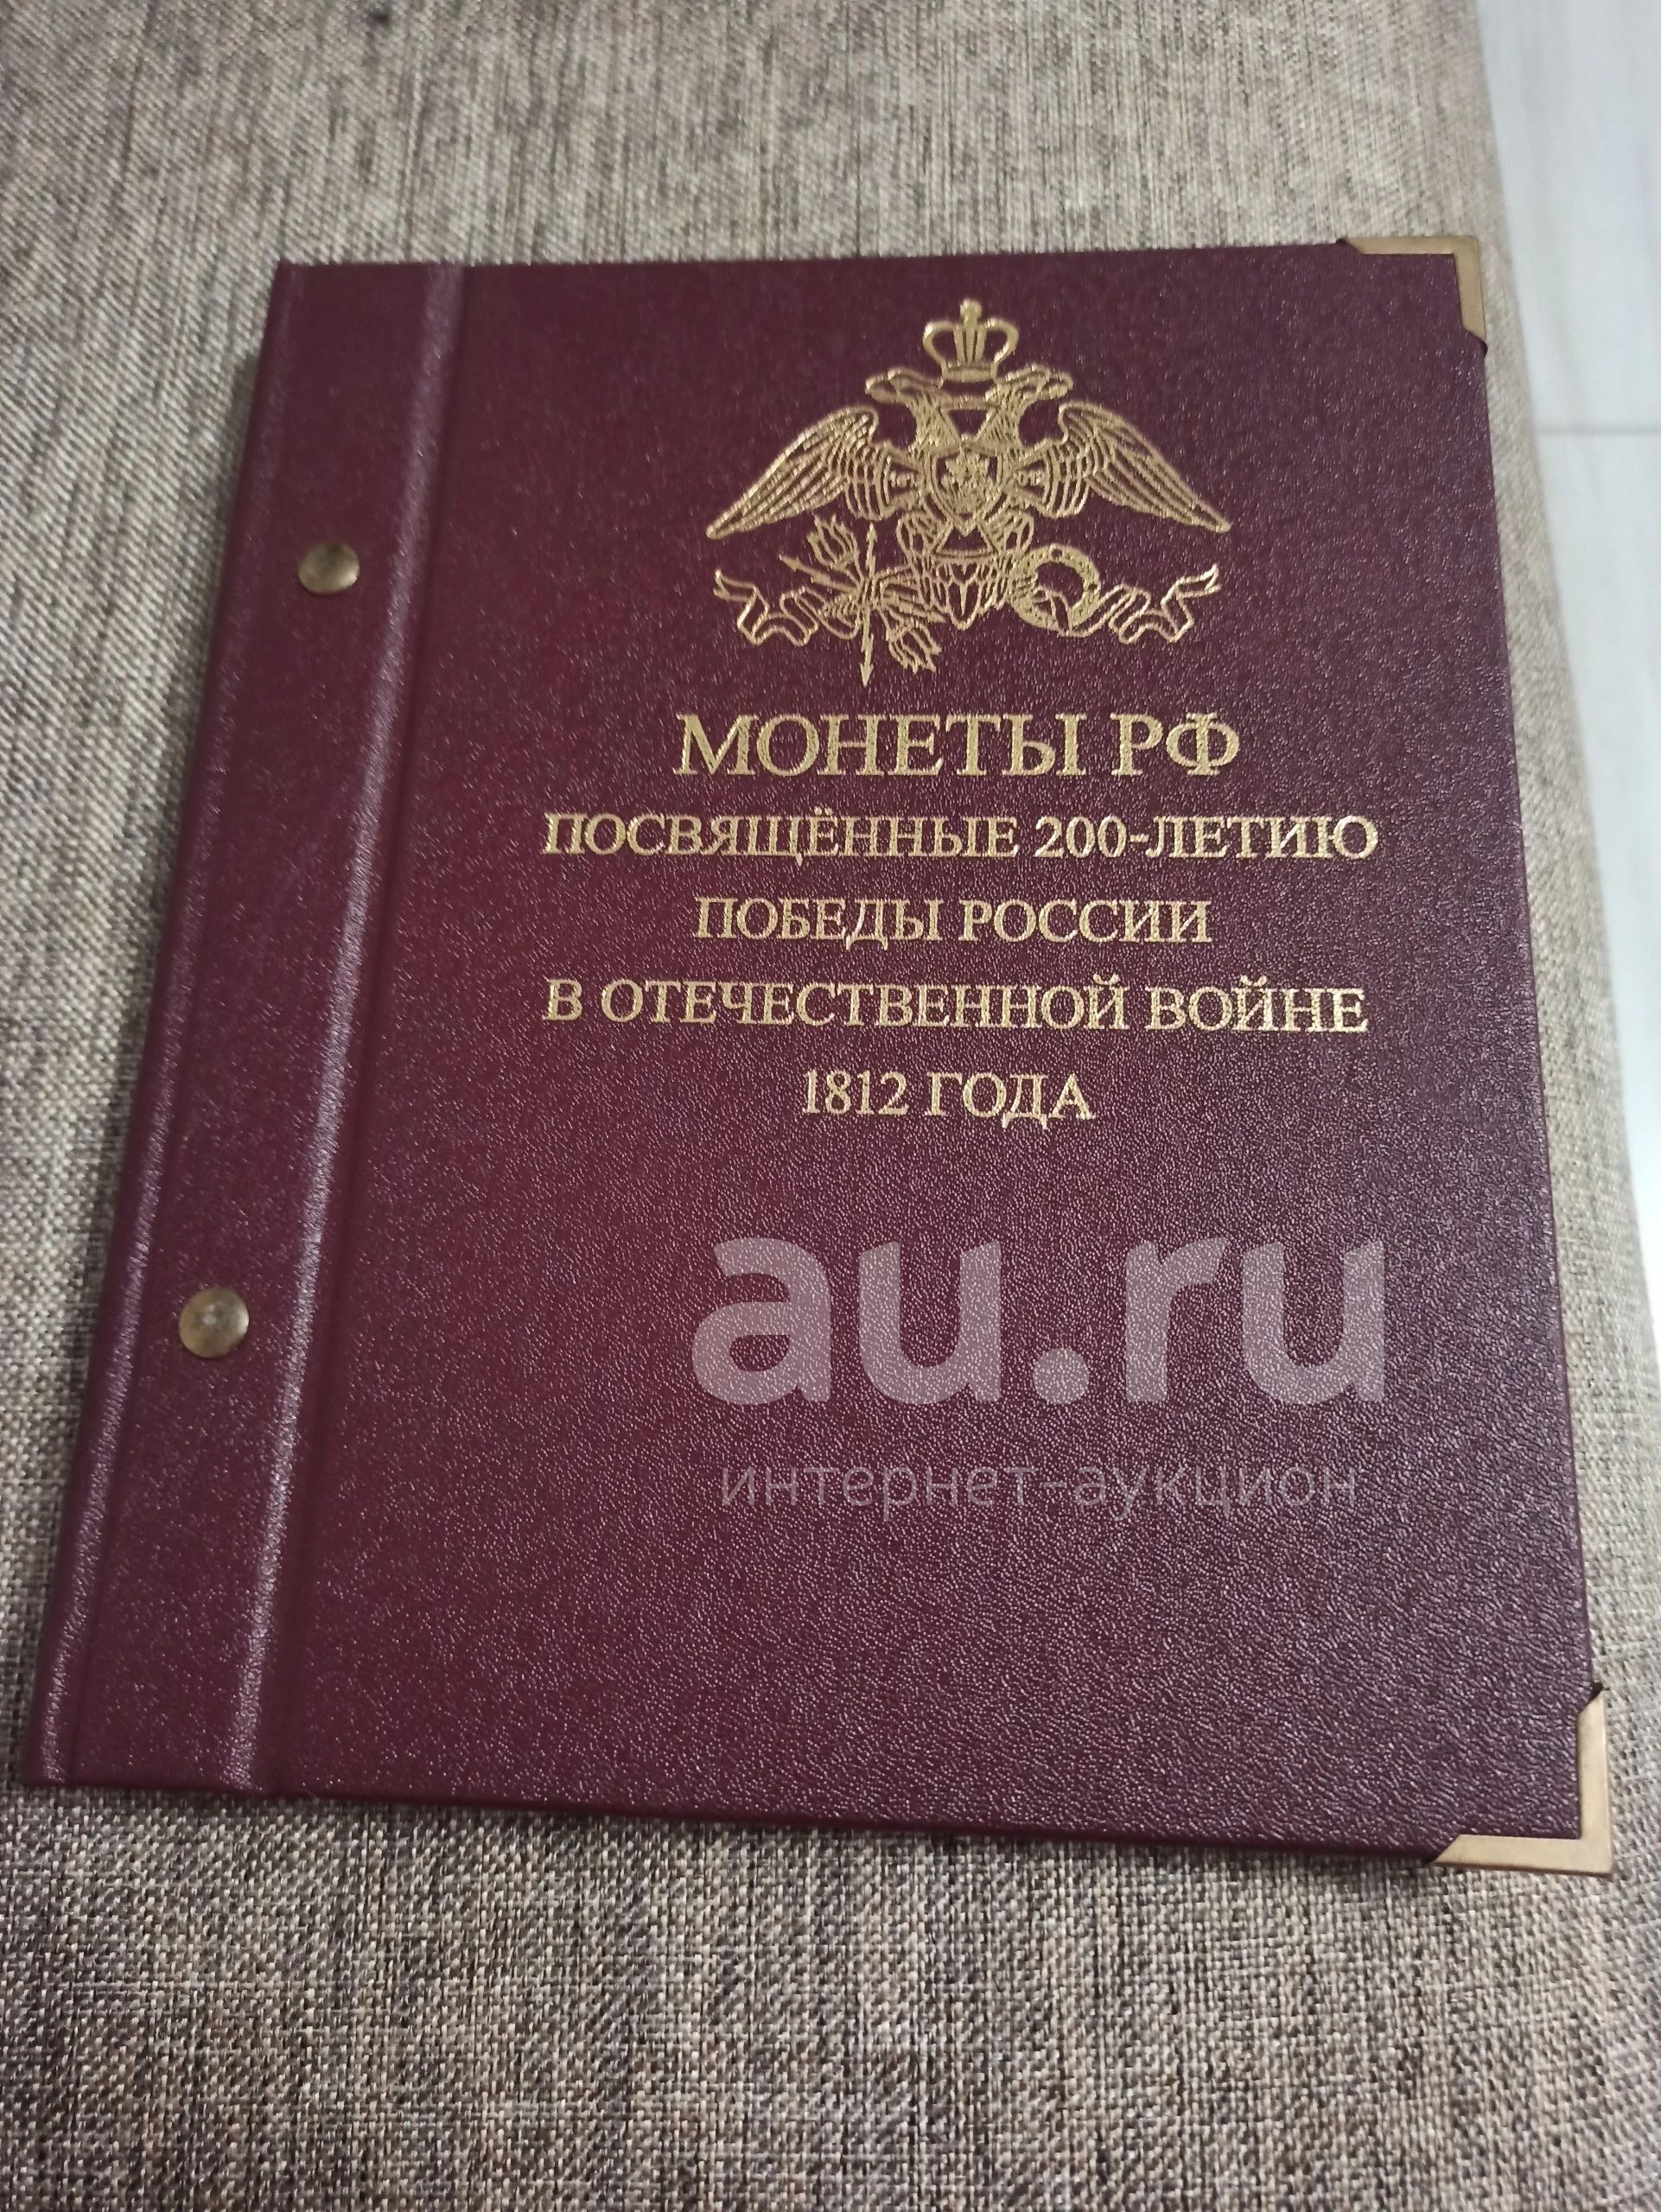 МОНЕТЫ РФ
ПОСВЯЩЁННЫЕ 200-ЛЕТИЮ
ПОБЕДЫ РОССИИ
В ОТЕЧЕСТВЕННОЙ ВОЙНЕ
1812 ГОДА
au.ru
интернет-аукцион